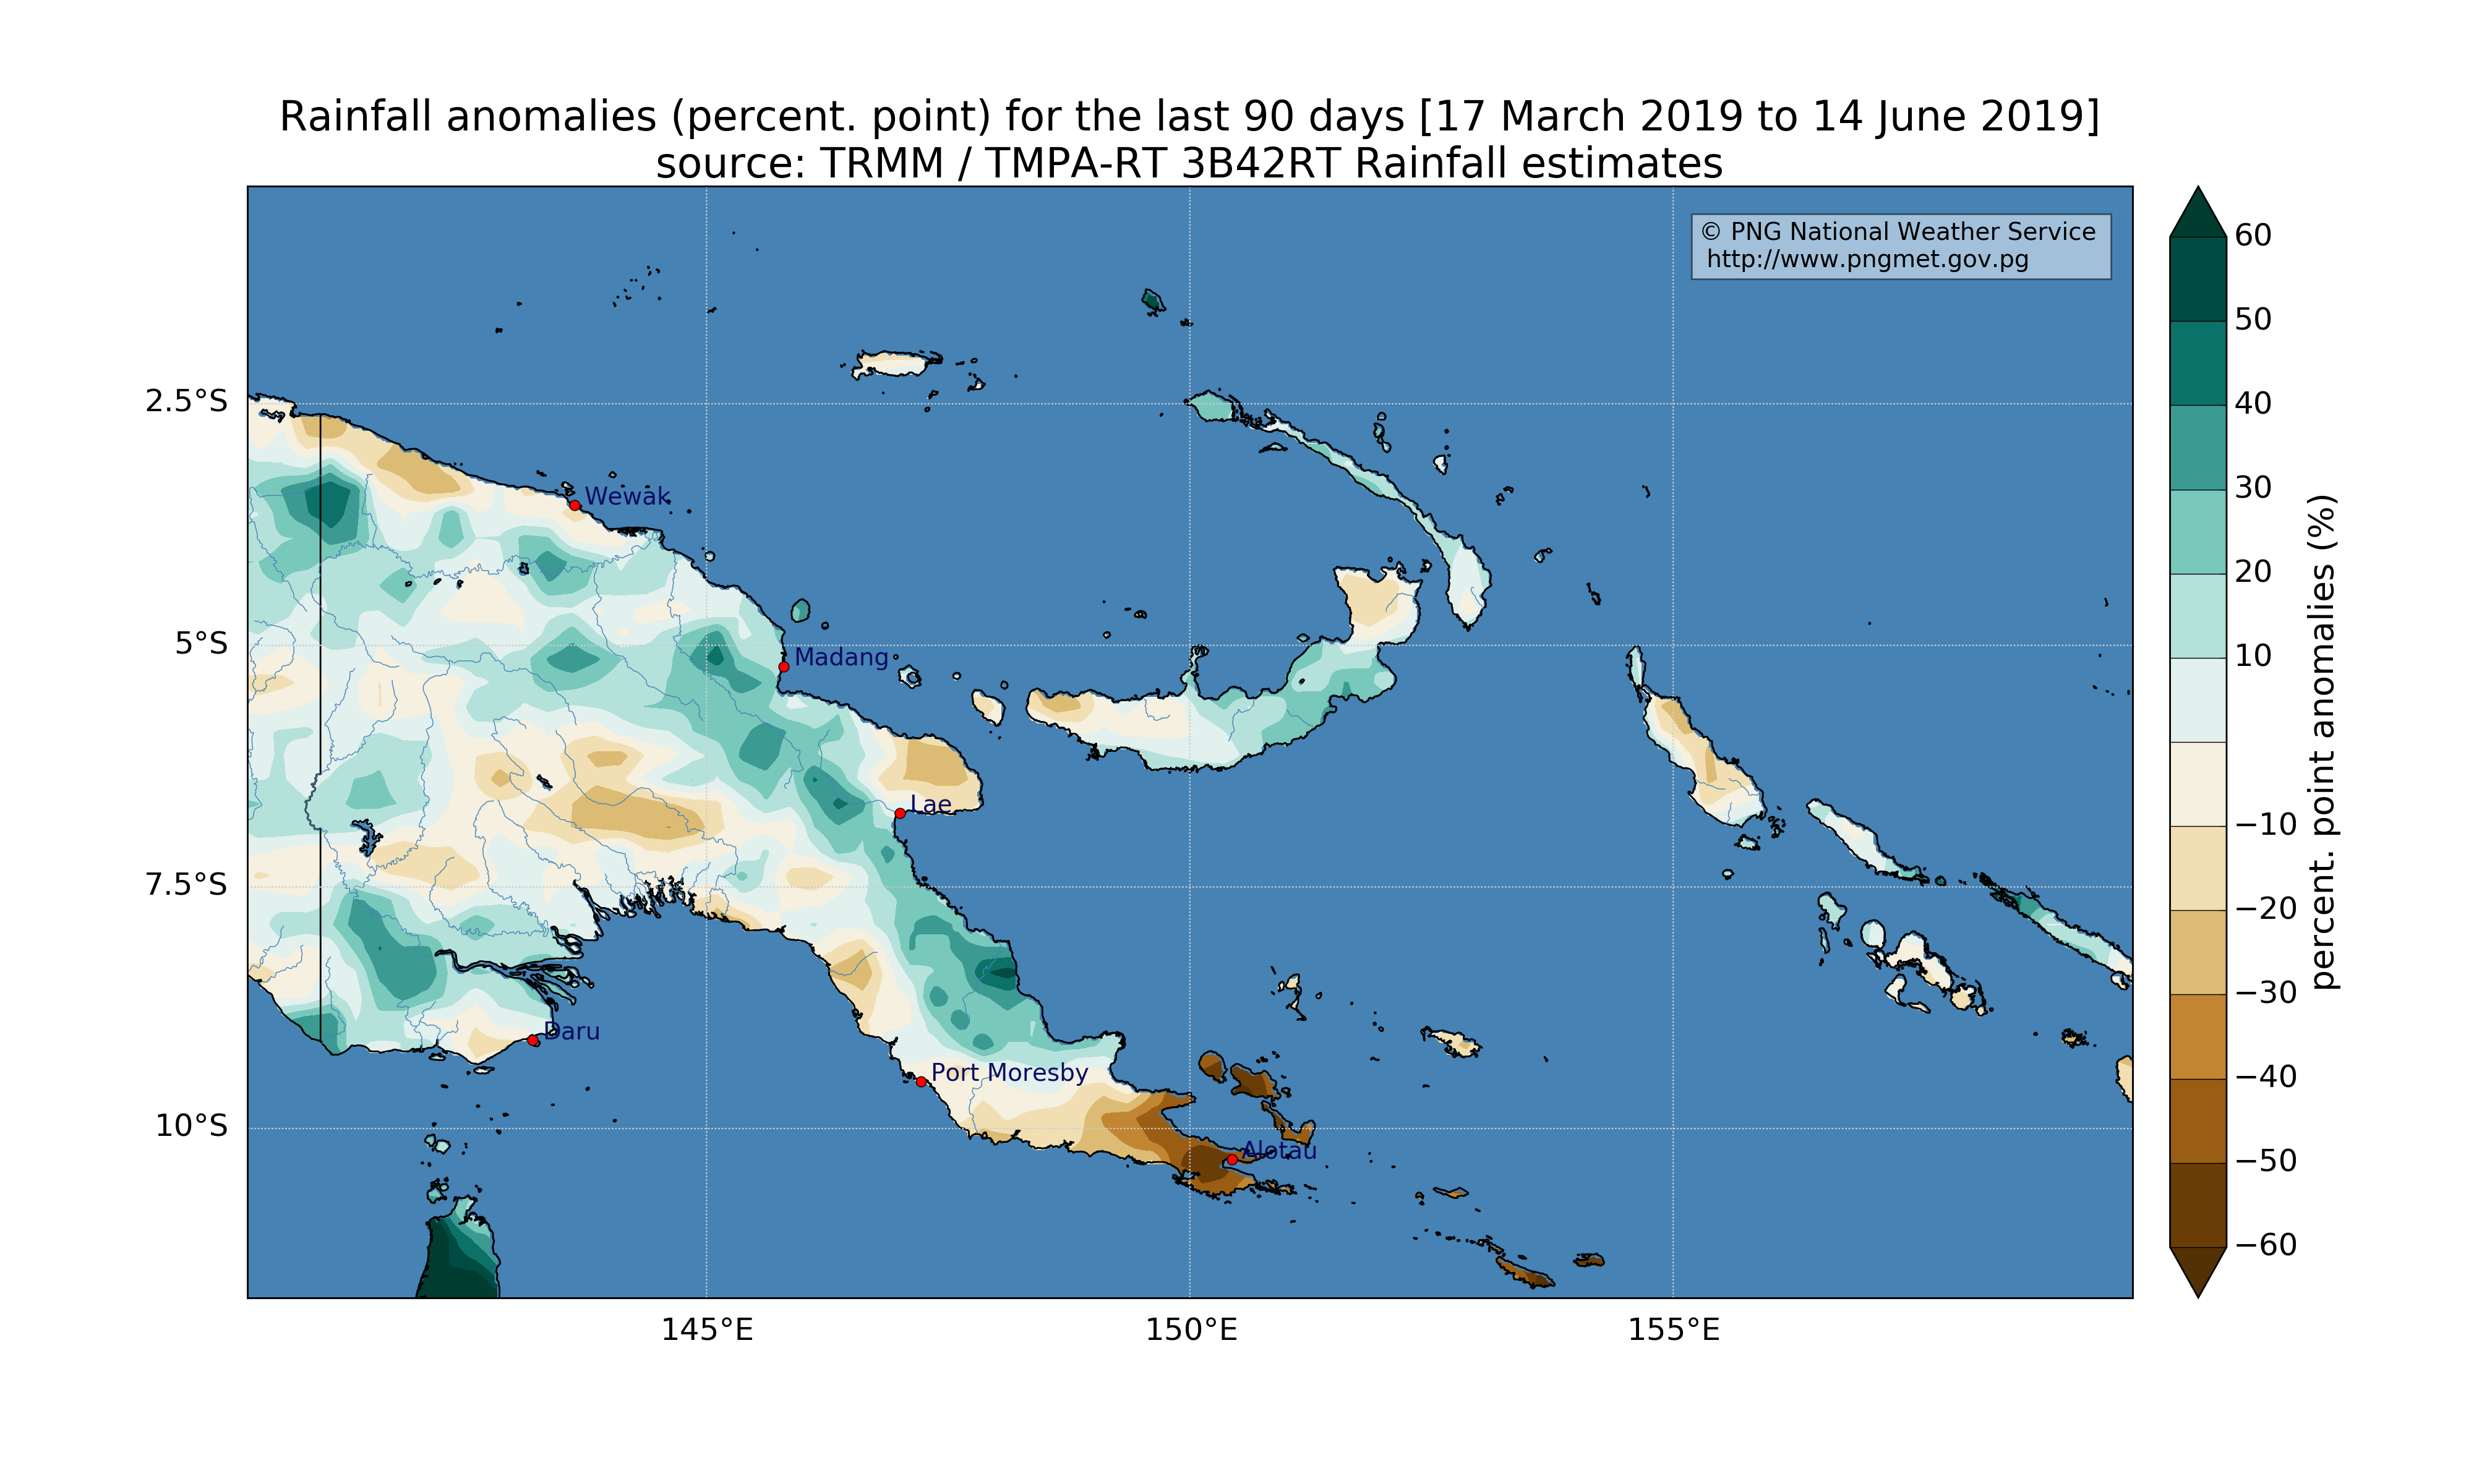 Rainfall anomalies (percent. point) for the last 90 days [17 March 2019 to 14 June 2019]
source: TRMM / TMPA-RT 3B42RT Rainfall estimates
© PNG National Weather Service
http://www.pngmet.gov.pg
2.5°S
5°S
7.5°S
10°S
145°E
150°E
155°E
Wewak
Madang
Lae
Daru
Port Moresby
Alotau
60
50
40
30
20
10
−10
−20
−30
−40
−50
−60
percent. point anomalies (%)